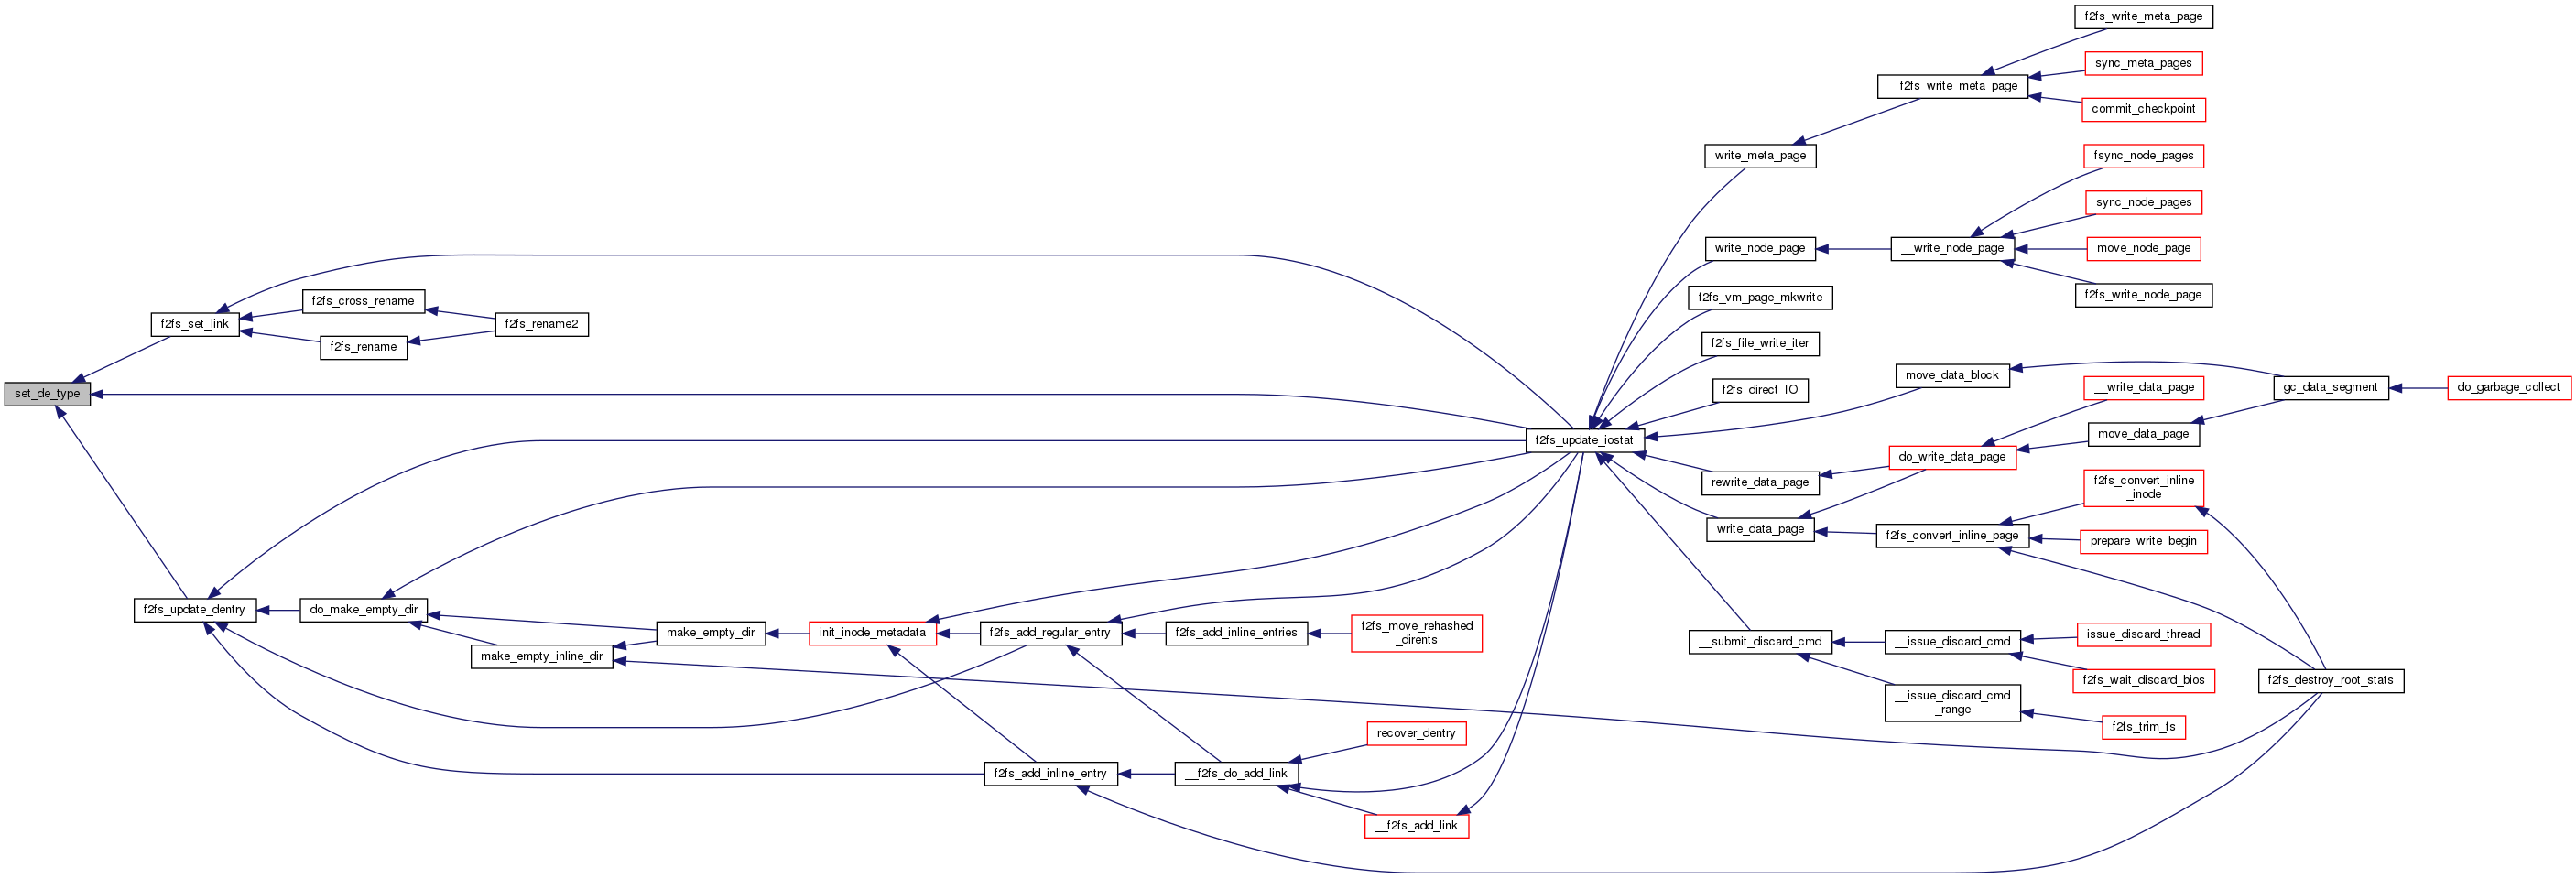 f2fs_write_meta_page
sync_meta_pages
__f2fs_write_meta_page
commit_checkpoint
write_meta_page
fsync_node_pages
sync_node_pages
write_node_page
__write_node_page
move_node_page
f2fs_write_node_page
f2fs_vm_page_mkwrite
f2fs_cross_rename
f2fs_set_link
f2fs_rename2
f2fs_rename
f2fs_file_write_iter
move_data_block
set_de_type
f2fs_direct_IO
__write_data_page
gc_data_segment
do_garbage_collect
f2fs_update_iostat
move_data_page
do_write_data_page
rewrite_data_page
f2fs_convert_inline
_inode
write_data_page
f2fs_convert_inline_page
prepare_write_begin
f2fs_update_dentry
do_make_empty_dir
make_empty_dir
init_inode_metadata
f2fs_add_regular_entry
f2fs_add_inline_entries
f2fs_move_rehashed
_dirents
make_empty_inline_dir
__submit_discard_cmd
__issue_discard_cmd
issue_discard_thread
f2fs_wait_discard_bios
f2fs_destroy_root_stats
__issue_discard_cmd
_range
f2fs_trim_fs
recover_dentry
f2fs_add_inline_entry
__f2fs_do_add_link
__f2fs_add_link